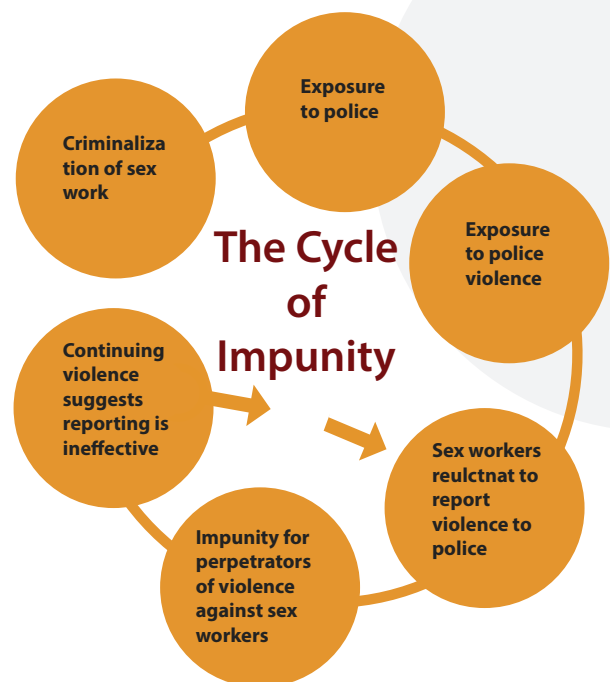 The Cycle
of
Impunity
Criminaliza
tion of sex
work
Exposure
to police
Exposure
to police
violence
Sex workers
reulctnat to
report
violence to
police
Impunity for
perpetrators
of violence
against sex
workers
Continuing
violence
suggests
reporting is
ineffective